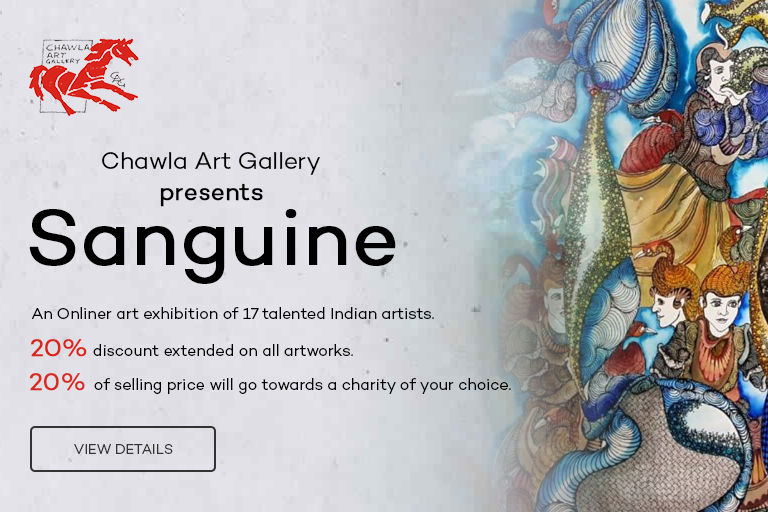 CHAWLA
ART
GALLERY
Chawla Art Gallery
presents
Sanguine
An Onliner art exhibition of 17 talented Indian artists.
20% discount extended on all artworks.
20% of selling price will go towards a charity of your choice.
VIEW DETAILS